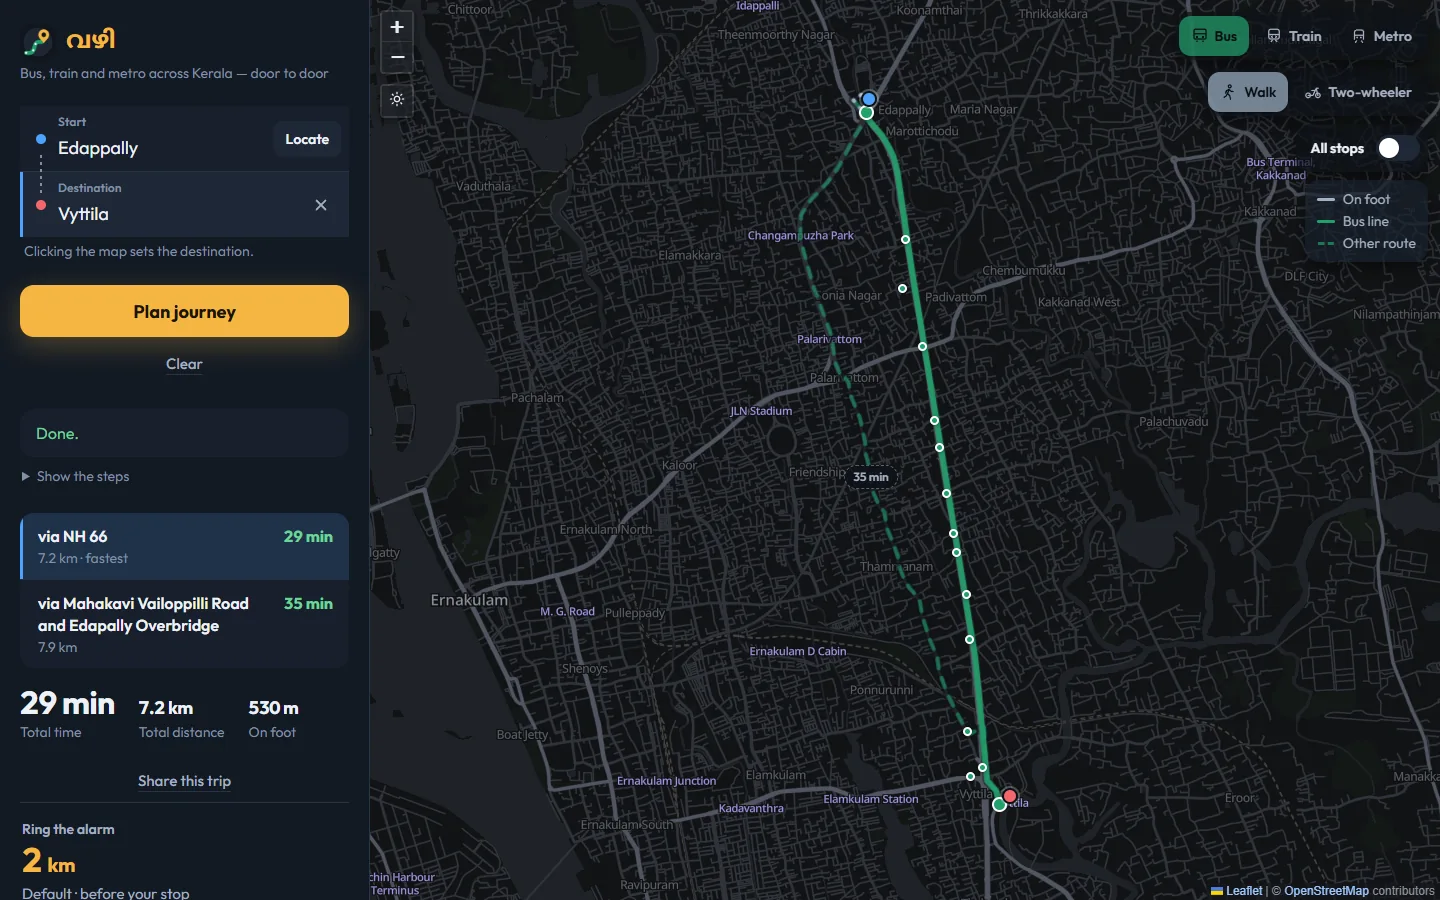 വഴി
Bus, train and metro across Kerala — door to door
Start
Edappally
Locate
Destination
Vyttila
Clicking the map sets the destination.
Plan journey
Clear
Done.
Show the steps
via NH 66
29 min
7.2 km · fastest
via Mahakavi Vailoppilli Road and Edapally Overbridge
35 min
7.9 km
29 min
Total time
7.2 km
Total distance
530 m
On foot
Share this trip
Ring the alarm
2 km
Default · before your stop
+
−
Bus
Train
Metro
Walk
Two-wheeler
All stops
On foot
Bus line
Other route
Chittoor
Idappalli
Koonamthai
Thrikkakkara
Theenmoorthy Nagar
Edappally
Maria Nagar
Marottichodu
Bus Terminal,
Kakkanad
Vaduthala
Kakkanad
Changampuzha Park
Elamakkara
Chembumukku
DLF City
Padivattom
Kakkanad West
Nilampathinjam
Palarivattom
Pachalam
JLN Stadium
Palachuvadu
Kaloor
Friendship
35 min
Ernakulam North
Ernakulam
M. G. Road
Pulleppady
Ernakulam D Cabin
Shenoys
Ponnurunni
Boat Jetty
Ernakulam Junction
Elamkulam
Kadavanthra
Elamkulam Station
Vyttila
Eroor
Manakka
Ernakulam South
chin Harbour
Terminus
Ravipuram
Leaflet | © OpenStreetMap contributors